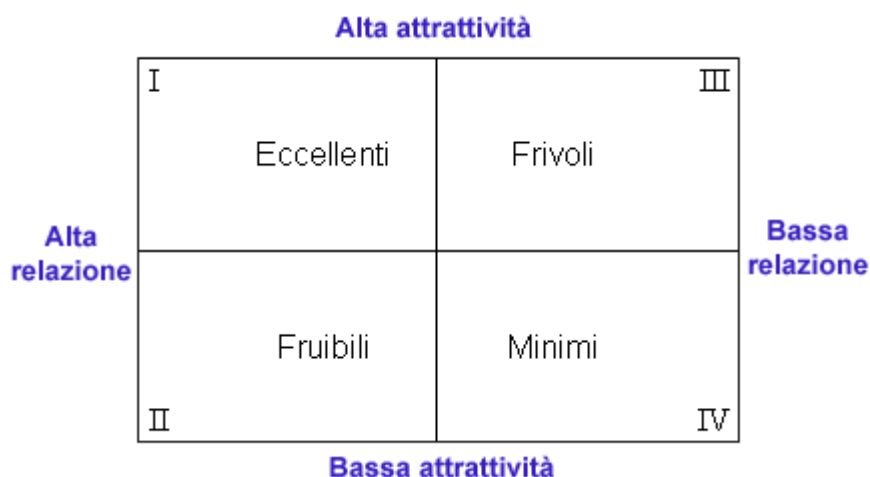 Alta attrattività
I
III
Eccellenti
Frivoli
Alta
relazione
Bassa
relazione
Fruibili
Minimi
II
IV
Bassa attrattività